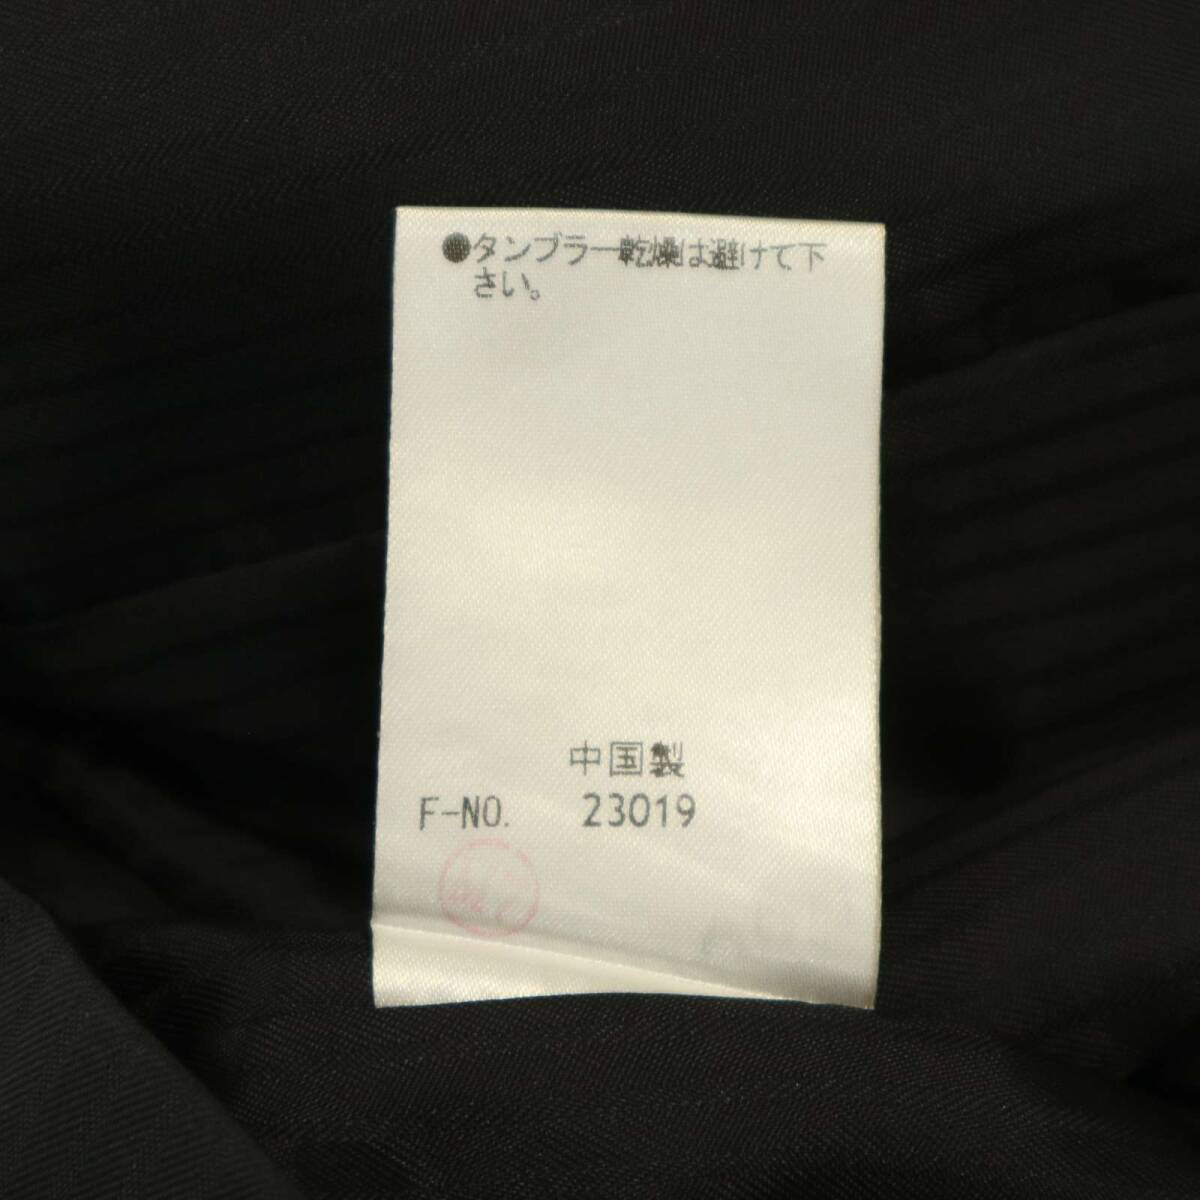 ●タンブラー乾燥は避けて下
さい。
中国製
F-NO. 23019